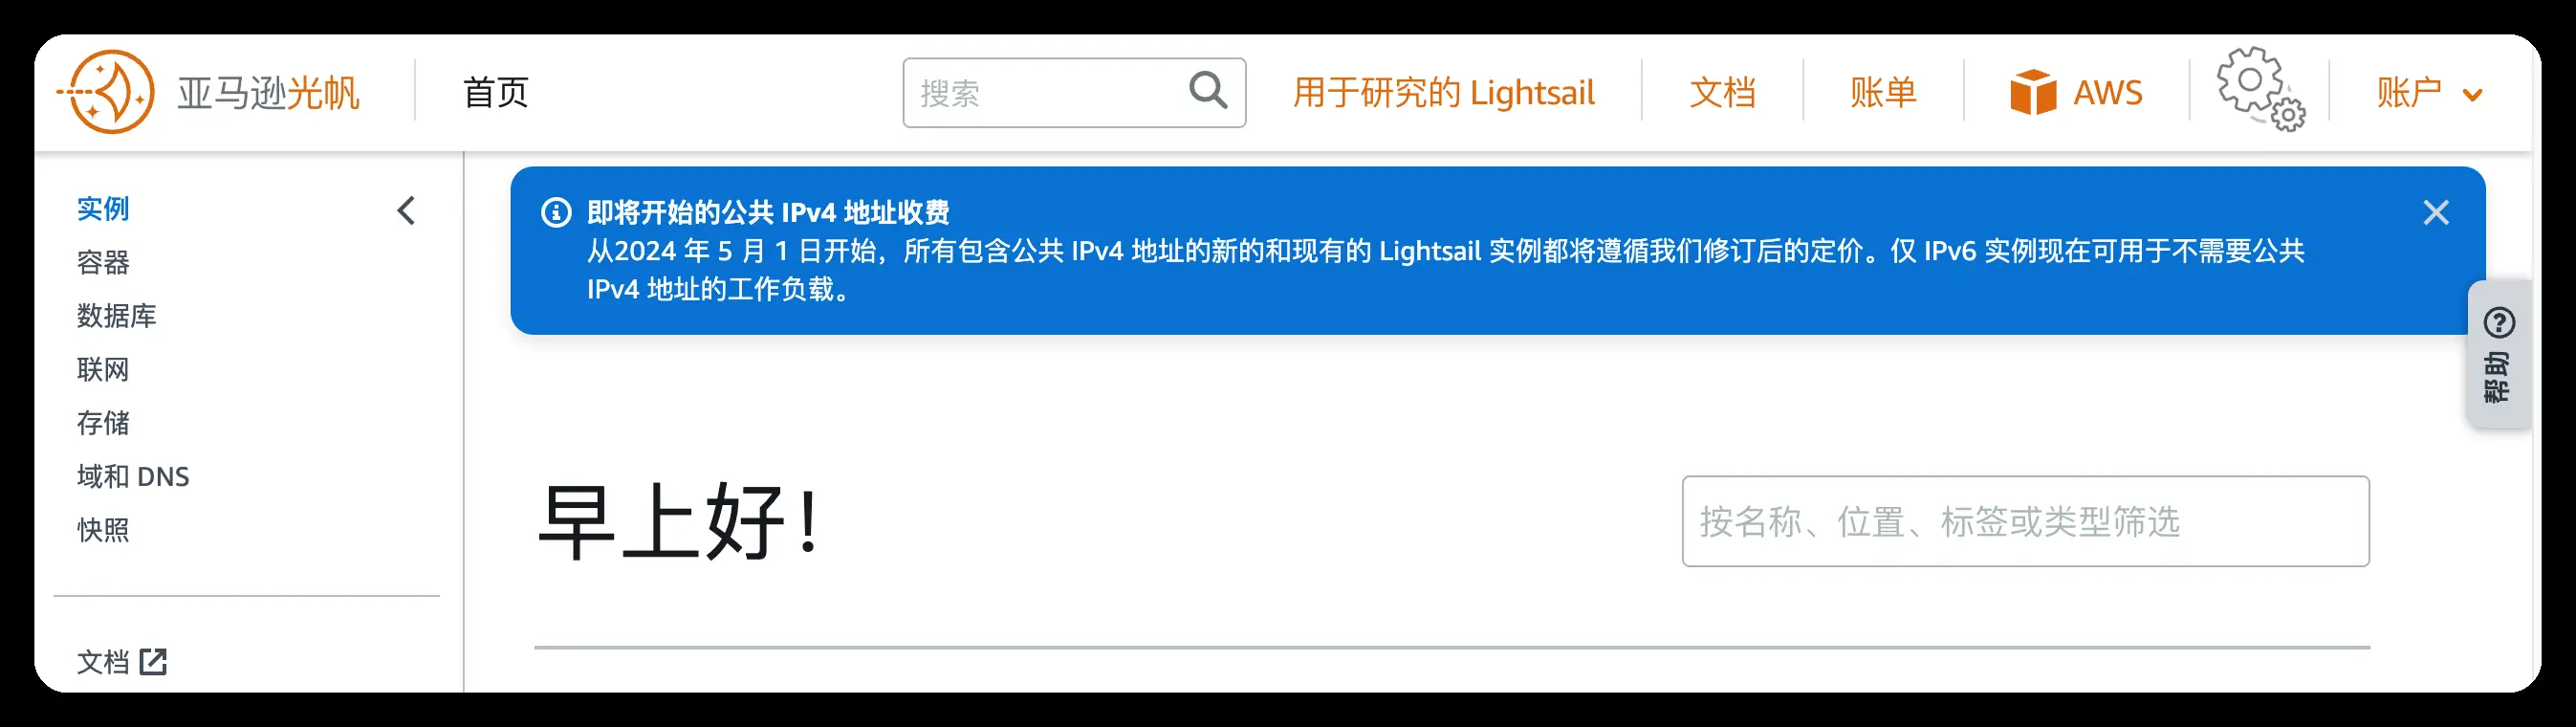 亚马逊光帆
首页
搜索
用于研究的 Lightsail
文档
账单
AWS
账户
实例
容器
数据库
联网
存储
域和 DNS
快照
文档
即将开始的公共 IPv4 地址收费
从2024 年 5 月 1 日开始，所有包含公共 IPv4 地址的新的和现有的 Lightsail 实例都将遵循我们修订后的定价。仅 IPv6 实例现在可用于不需要公共
IPv4 地址的工作负载。
帮助
早上好！
按名称、位置、标签或类型筛选